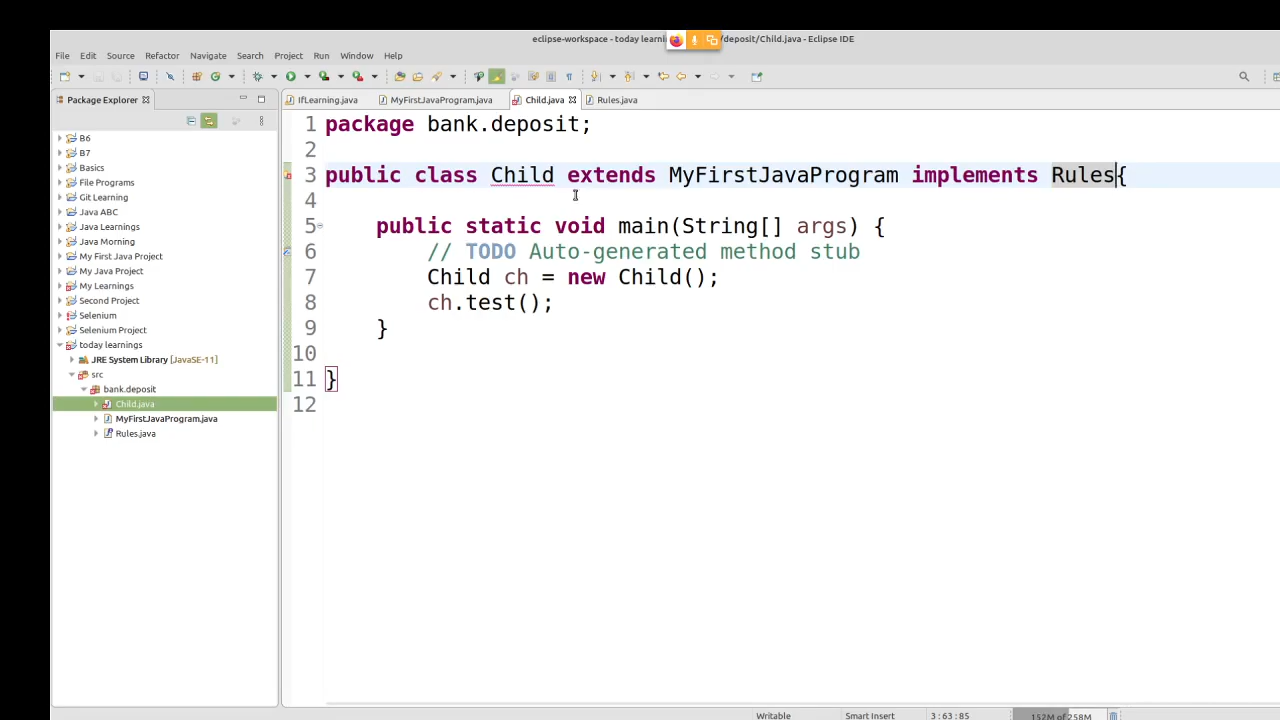 eclipse-workspace - today learni /deposit/Child.java - Eclipse IDE
File Edit Source Refactor Navigate Search Project Run Window Help
Package Explorer
IfLearning.java MyFirstJavaProgram.java Child.java Rules.java
B6
B7
Basics
File Programs
Git Learning
Java ABC
Java Learnings
Java Morning
My First Java Project
My Java Project
My Learnings
Second Project
Selenium
Selenium Project
today learnings
JRE System Library [JavaSE-11]
src
bank.deposit
Child.java
MyFirstJavaProgram.java
Rules.java
1 package bank.deposit;
2
3 public class Child extends MyFirstJavaProgram implements Rules{
4
5 public static void main(String[] args) {
6 // TODO Auto-generated method stub
7 Child ch = new Child();
8 ch.test();
9 }
10
11 }
12
Writable Smart Insert 3:63:85 152M of 258M